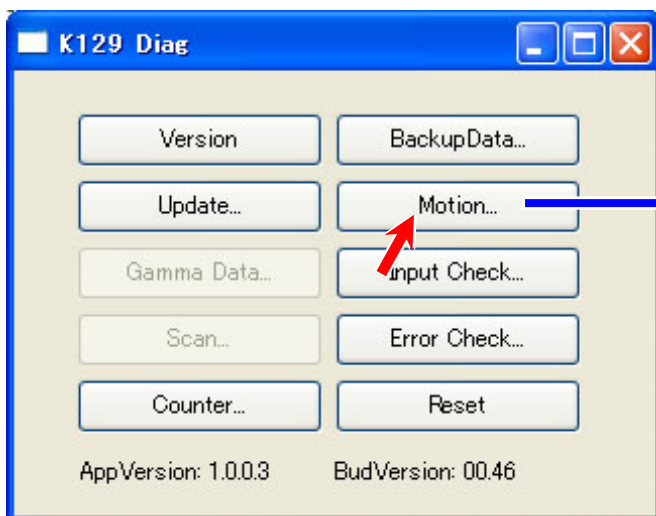 K129 Diag
Version
BackupData...
Update...
Motion...
Gamma Data...
Input Check...
Scan...
Error Check...
Counter...
Reset
AppVersion: 1.0.0.3
BudVersion: 00.46